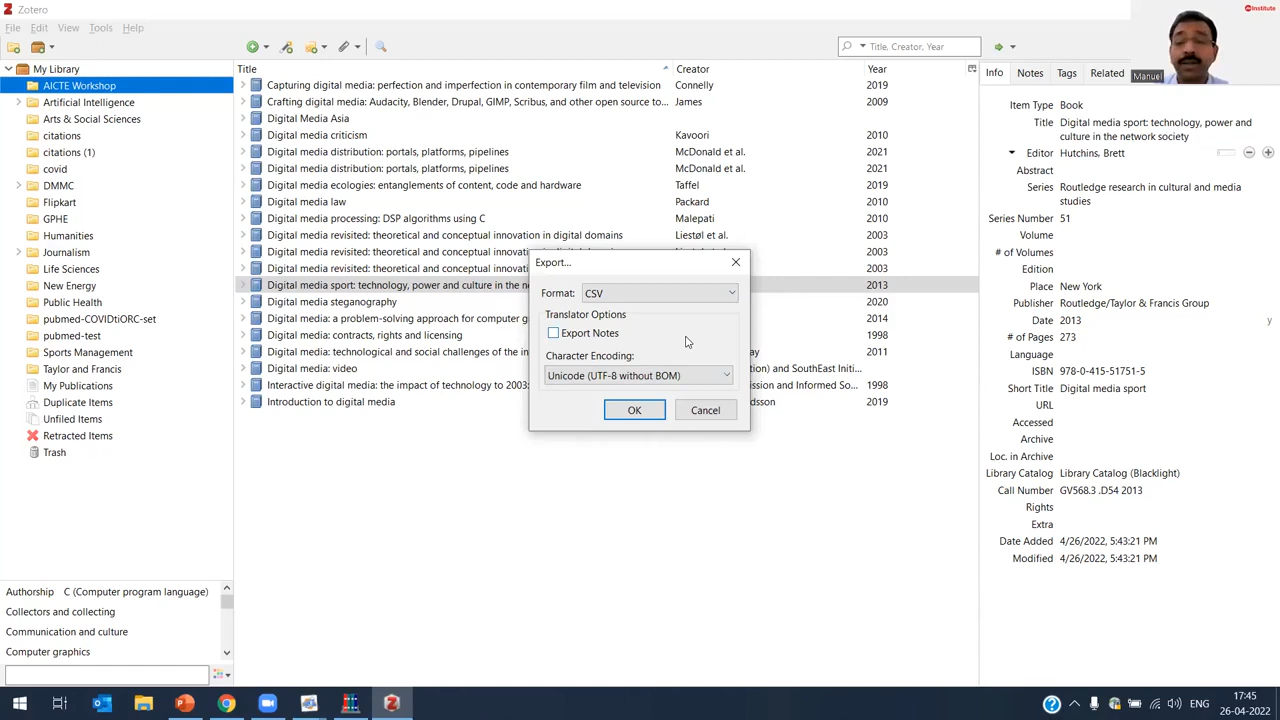 Zotero
Institute
File Edit View Tools Help
Title, Creator, Year
Manuel
My Library
AICTE Workshop
Artificial Intelligence
Arts & Social Sciences
citations
citations (1)
covid
DMMC
Flipkart
GPHE
Humanities
Journalism
Life Sciences
New Energy
Public Health
pubmed-COVIDtiORC-set
pubmed-test
Sports Management
Taylor and Francis
My Publications
Duplicate Items
Unfiled Items
Retracted Items
Trash
Authorship C (Computer program language)
Collectors and collecting
Communication and culture
Computer graphics
Title Creator Year
Capturing digital media: perfection and imperfection in contemporary film and television Connelly 2019
Crafting digital media: Audacity, Blender, Drupal, GIMP, Scribus, and other open source to... James 2009
Digital Media Asia
Digital media criticism Kavoori 2010
Digital media distribution: portals, platforms, pipelines McDonald et al. 2021
Digital media distribution: portals, platforms, pipelines McDonald et al. 2021
Digital media ecologies: entanglements of content, code and hardware Taffel 2019
Digital media law Packard 2010
Digital media processing: DSP algorithms using C Malepati 2010
Digital media revisited: theoretical and conceptual innovation in digital domains Liestøl et al. 2003
Digital media revisited: theoretical and conceptual innovati 2003
Digital media revisited: theoretical and conceptual innovati 2003
Digital media sport: technology, power and culture in the ne 2013
Digital media steganography 2020
Digital media: a problem-solving approach for computer g 2014
Digital media: contracts, rights and licensing 1998
Digital media: technological and social challenges of the in ay 2011
Digital media: video ) and SouthEast Initi...
Interactive digital media: the impact of technology to 2003: ission and Informed So... 1998
Introduction to digital media dsson 2019
Export...
Format: CSV
Translator Options
Export Notes
Character Encoding:
Unicode (UTF-8 without BOM)
OK Cancel
Info Notes Tags Related
Item Type Book
Title Digital media sport: technology, power and
culture in the network society
Editor Hutchins, Brett
Abstract
Series Routledge research in cultural and media
studies
Series Number 51
Volume
# of Volumes
Edition
Place New York
Publisher Routledge/Taylor & Francis Group
Date 2013 y
# of Pages 273
Language
ISBN 978-0-415-51751-5
Short Title Digital media sport
URL
Accessed
Archive
Loc. in Archive
Library Catalog Library Catalog (Blacklight)
Call Number GV568.3 .D54 2013
Rights
Extra
Date Added 4/26/2022, 5:43:21 PM
Modified 4/26/2022, 5:43:21 PM
ENG
17:45
26-04-2022